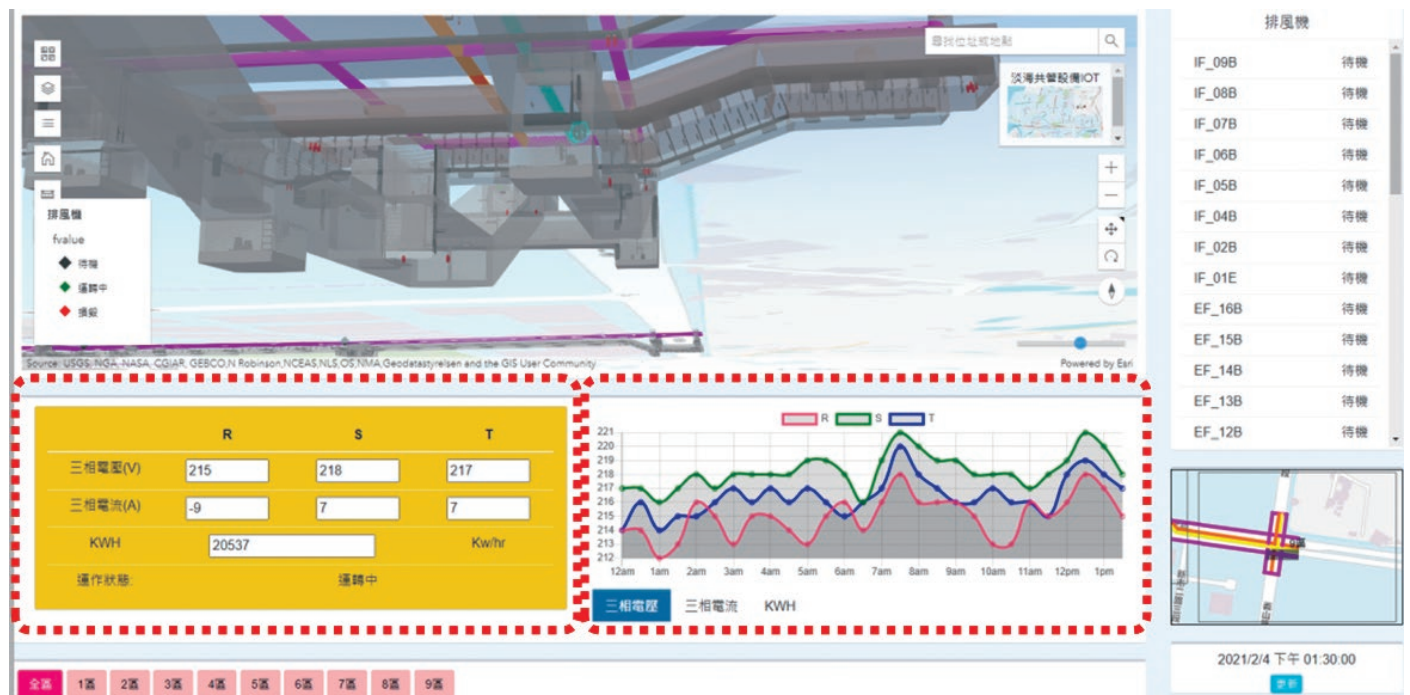 尋找位址或地點
淡海共管設備IOT
排風機
fvalue
待機
運轉中
損毀
Source: USGS, NGA, NASA, CGIAR, GEBCO,N Robinson,NCEAS,NLS,OS,NMA,Geodatastyrelsen and the GIS User Community
Powered by Esri
排風機
IF_09B 待機
IF_08B 待機
IF_07B 待機
IF_06B 待機
IF_05B 待機
IF_04B 待機
IF_02B 待機
IF_01E 待機
EF_16B 待機
EF_15B 待機
EF_14B 待機
EF_13B 待機
EF_12B 待機
R S T
三相電壓(V) 215 218 217
三相電流(A) -9 7 7
KWH 20537 Kw/hr
運作狀態: 運轉中
R S T
221
220
219
218
217
216
215
214
213
212
12am 1am 2am 3am 4am 5am 6am 7am 8am 9am 10am 11am 12pm 1pm
三相電壓 三相電流 KWH
2021/2/4 下午 01:30:00
更新
全區 1區 2區 3區 4區 5區 6區 7區 8區 9區